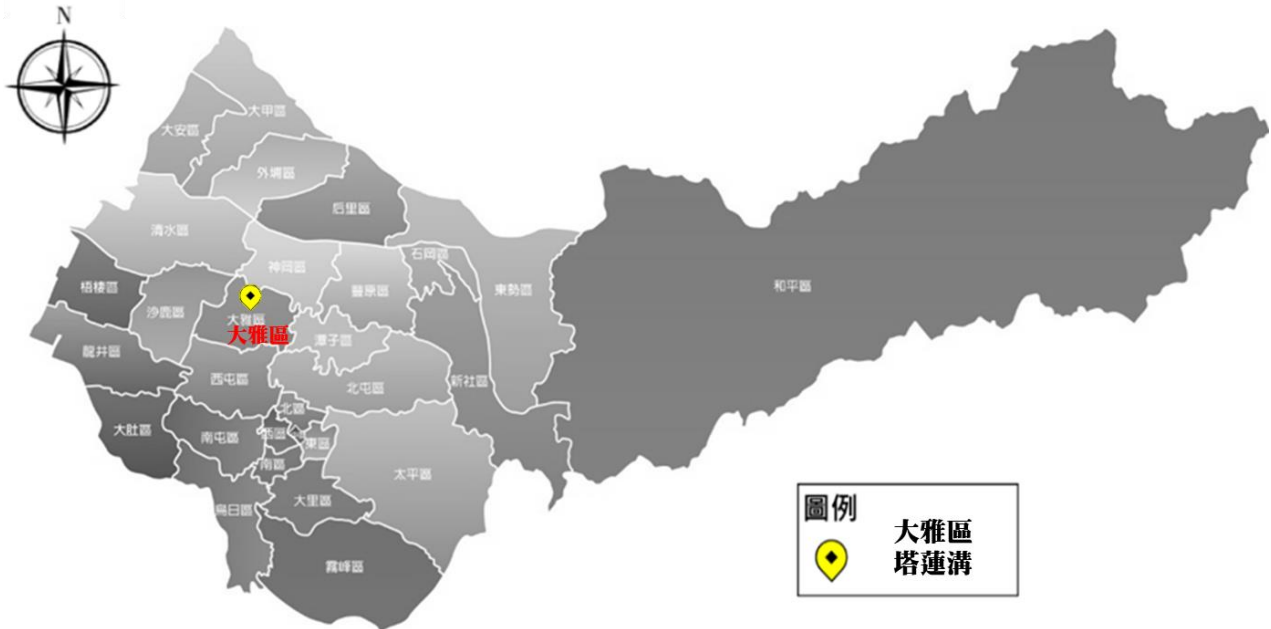 N
大甲區
大安區
外埔區
后里區
清水區
石岡區
神岡區
豐原區
東勢區
和平區
梧棲區
沙鹿區
大雅區
大雅區
潭子區
龍井區
西屯區
北屯區
新社區
大肚區
南屯區
北區
西區
東區
南區
太平區
大里區
烏日區
霧峰區
圖例
大雅區
塔蓮溝